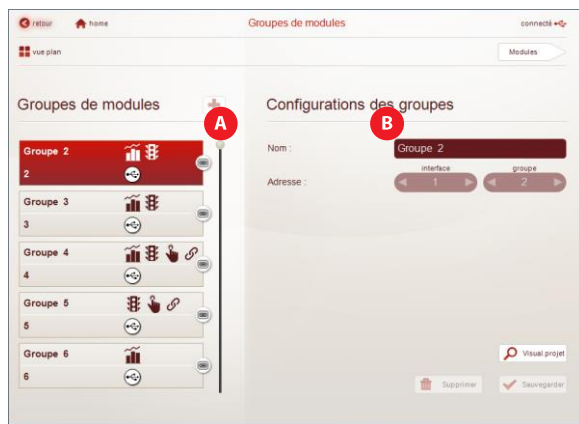 retour home Groupes de modules connecté
vue plan Modules
Groupes de modules
A
Groupe 2
2
Groupe 3
3
Groupe 4
4
Groupe 5
5
Groupe 6
6
Configurations des groupes
B
Nom : Groupe 2
interface groupe
Adresse : 1 2
Visual projet
Supprimer Sauvegarder